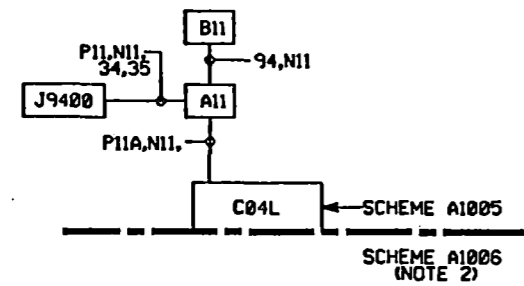 B11
P11,N11,
34,35
94,N11
J9400
A11
P11A,N11,
C04L
SCHEME A1005
SCHEME A1006
(NOTE 2)